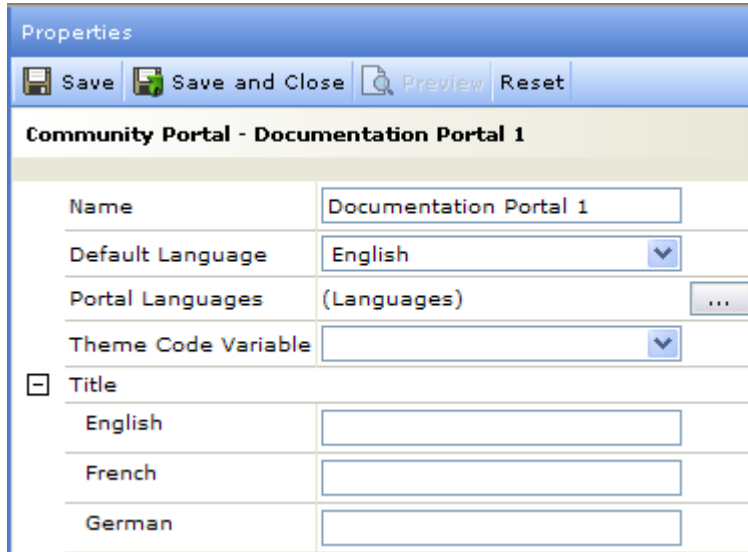 Properties
Save Save and Close Preview Reset
Community Portal - Documentation Portal 1
Name Documentation Portal 1
Default Language English
Portal Languages (Languages) ...
Theme Code Variable
Title
English
French
German